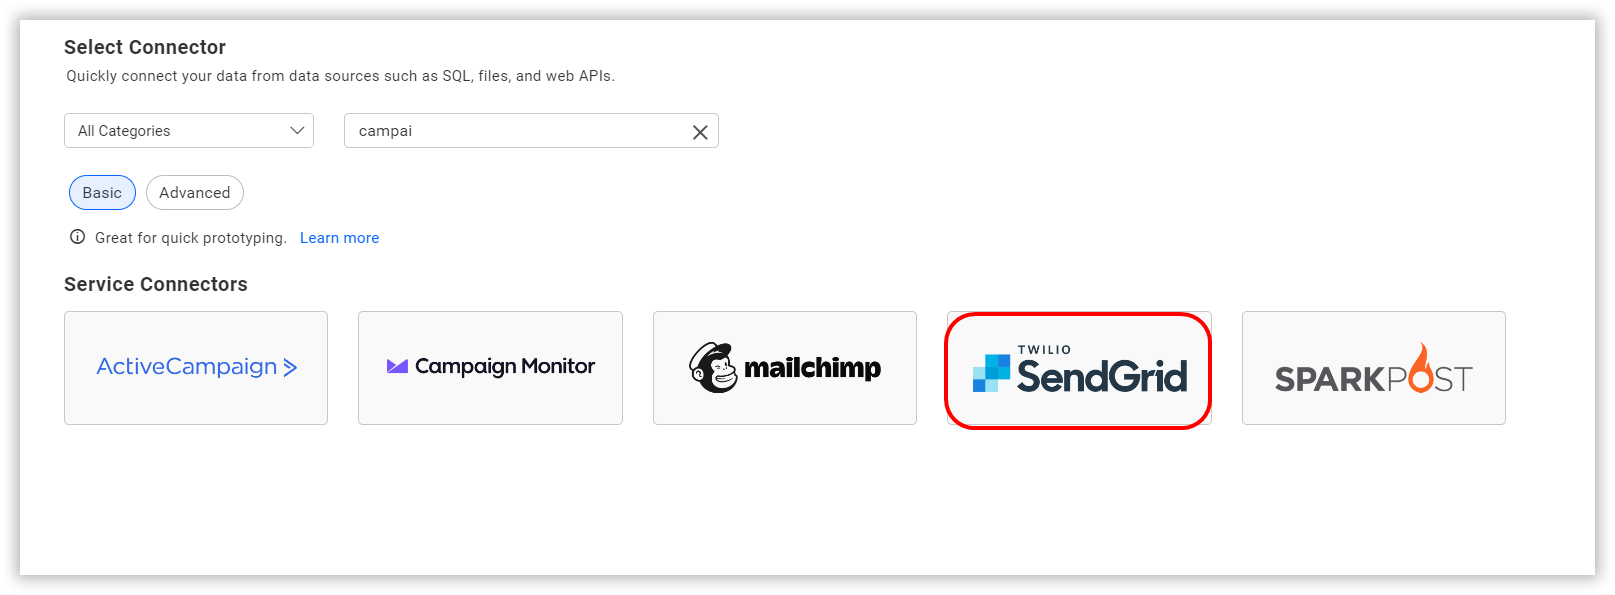 Select Connector
Quickly connect your data from data sources such as SQL, files, and web APIs.
All Categories
campai
Basic
Advanced
Great for quick prototyping. Learn more
Service Connectors
ActiveCampaign
Campaign Monitor
mailchimp
TWILIO
SendGrid
SPARKPOST